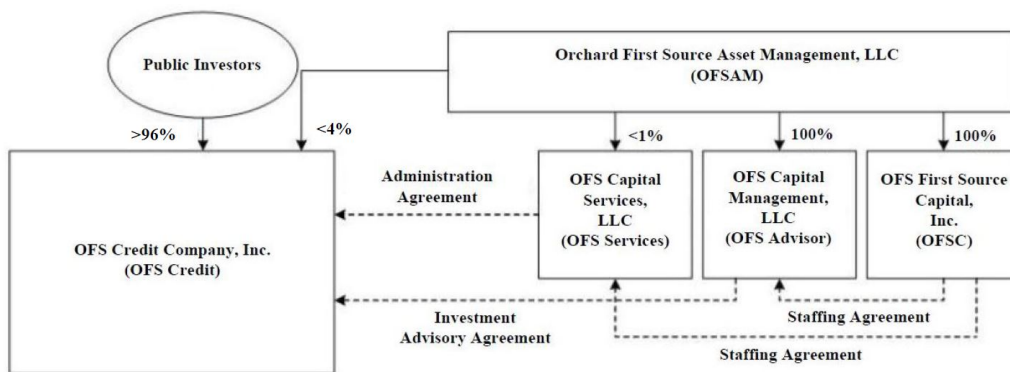 Public Investors
Orchard First Source Asset Management, LLC
(OFSAM)
>96%
<4%
<1%
100%
100%
Administration
Agreement
OFS Credit Company, Inc.
(OFS Credit)
OFS Capital
Services,
LLC
(OFS Services)
OFS Capital
Management,
LLC
(OFS Advisor)
OFS First Source
Capital,
Inc.
(OFSC)
Investment
Advisory Agreement
Staffing Agreement
Staffing Agreement